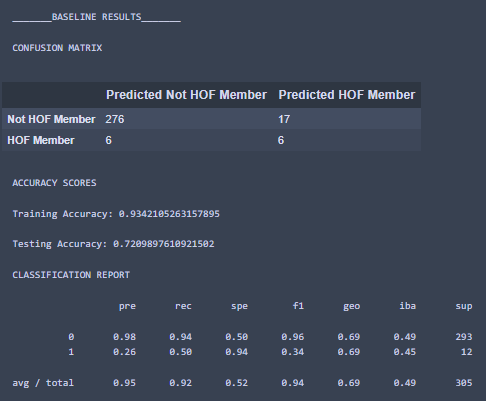 _______BASELINE RESULTS_______
CONFUSION MATRIX
Predicted Not HOF Member Predicted HOF Member
Not HOF Member 276 17
HOF Member 6 6
ACCURACY SCORES
Training Accuracy: 0.9342105263157895
Testing Accuracy: 0.7209897610921502
CLASSIFICATION REPORT
pre rec spe f1 geo iba sup
0 0.98 0.94 0.50 0.96 0.69 0.49 293
1 0.26 0.50 0.94 0.34 0.69 0.45 12
avg / total 0.95 0.92 0.52 0.94 0.69 0.49 305